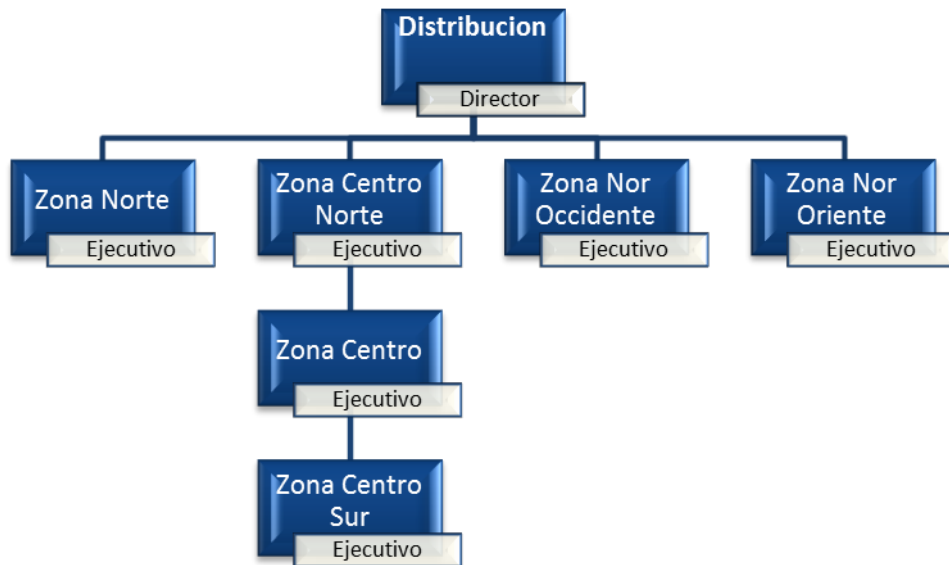 Distribucion
Director
Zona Norte
Ejecutivo
Zona Centro
Norte
Ejecutivo
Zona Nor
Occidente
Ejecutivo
Zona Nor
Oriente
Ejecutivo
Zona Centro
Ejecutivo
Zona Centro
Sur
Ejecutivo